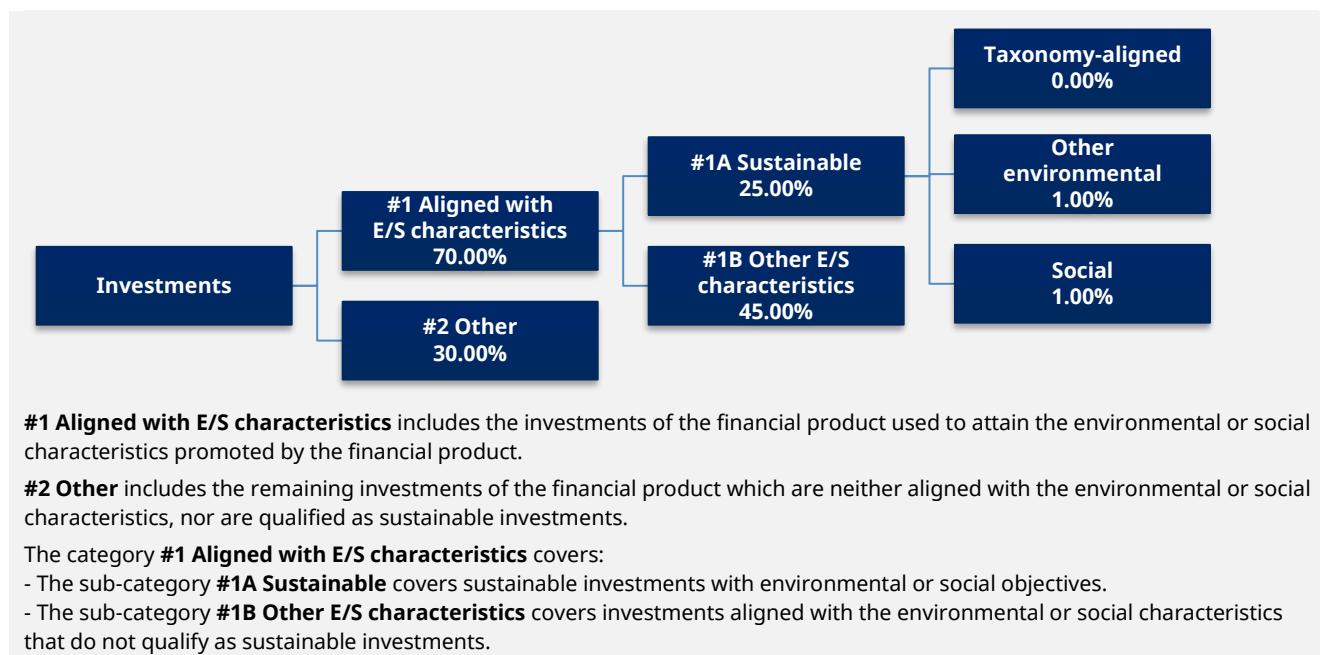 Taxonomy-aligned
0.00%
#1A Sustainable
25.00%
Other
environmental
1.00%
#1 Aligned with
E/S characteristics
70.00%
Investments
#1B Other E/S
characteristics
45.00%
Social
1.00%
#2 Other
30.00%
#1 Aligned with E/S characteristics includes the investments of the financial product used to attain the environmental or social
characteristics promoted by the financial product.
#2 Other includes the remaining investments of the financial product which are neither aligned with the environmental or social
characteristics, nor are qualified as sustainable investments.
The category #1 Aligned with E/S characteristics covers:
- The sub-category #1A Sustainable covers sustainable investments with environmental or social objectives.
- The sub-category #1B Other E/S characteristics covers investments aligned with the environmental or social characteristics
that do not qualify as sustainable investments.